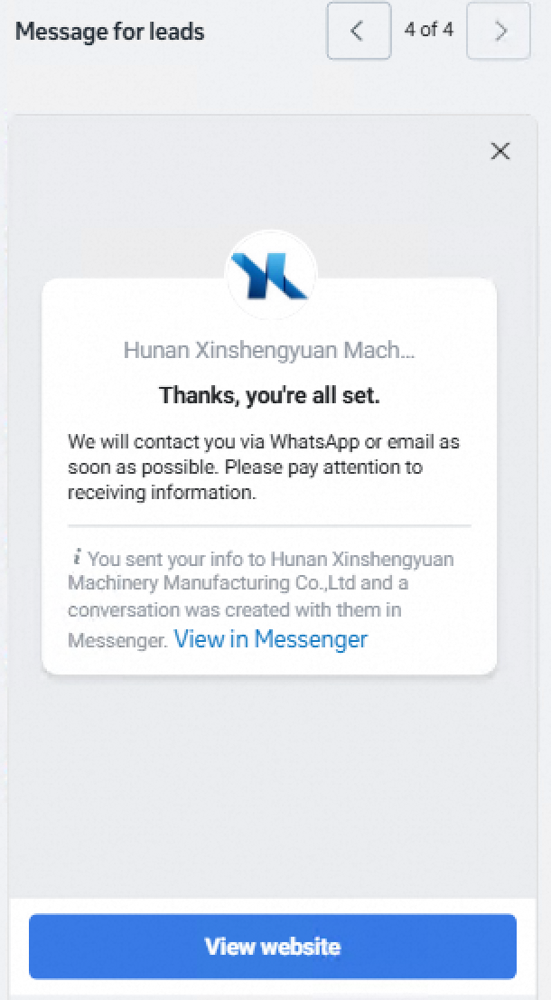 Message for leads
4 of 4
Hunan Xinshengyuan Mach...
Thanks, you're all set.
We will contact you via WhatsApp or email as
soon as possible. Please pay attention to
receiving information.
i You sent your info to Hunan Xinshengyuan
Machinery Manufacturing Co.,Ltd and a
conversation was created with them in
Messenger. View in Messenger
View website